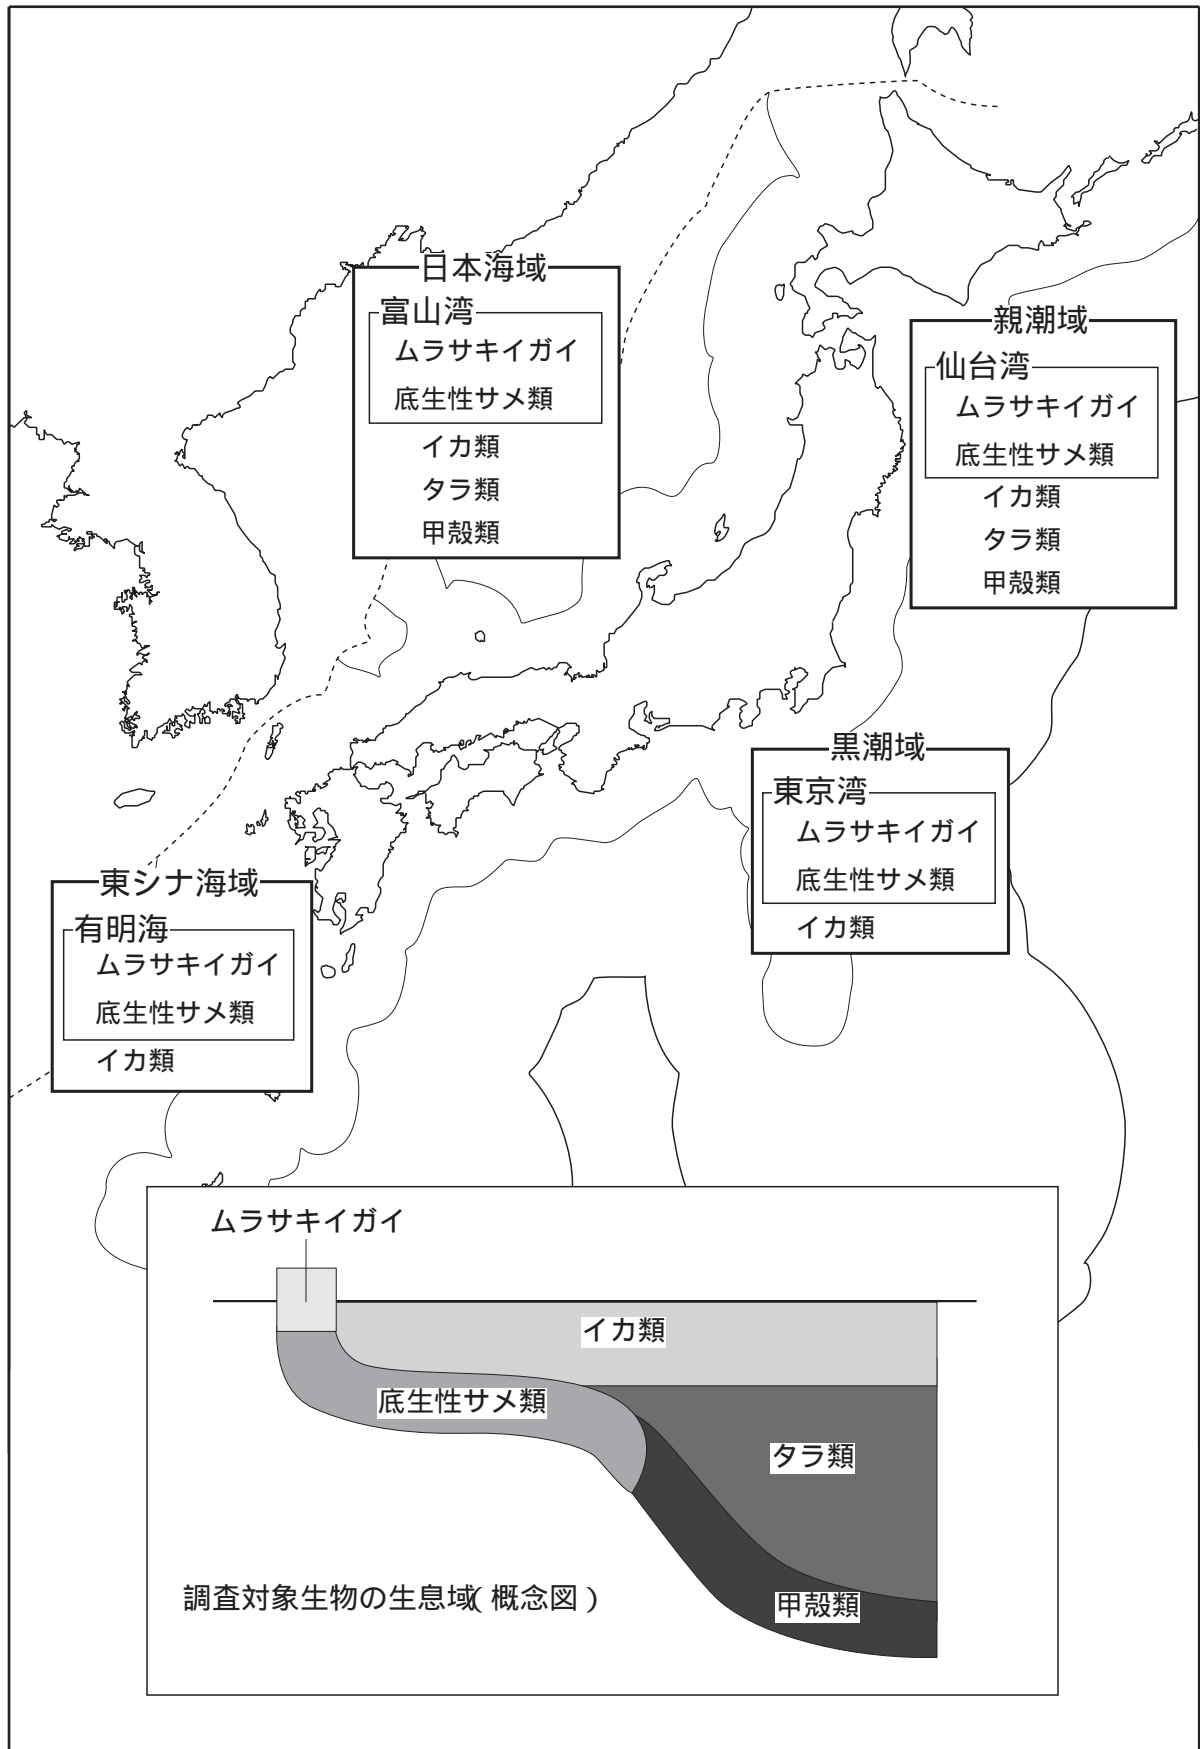 日本海域
富山湾
ムラサキイガイ
底生性サメ類
イカ類
タラ類
甲殻類
親潮域
仙台湾
ムラサキイガイ
底生性サメ類
イカ類
タラ類
甲殻類
黒潮域
東京湾
ムラサキイガイ
底生性サメ類
イカ類
東シナ海域
有明海
ムラサキイガイ
底生性サメ類
イカ類
ムラサキイガイ
イカ類
底生性サメ類
タラ類
甲殻類
調査対象生物の生息域(概念図)